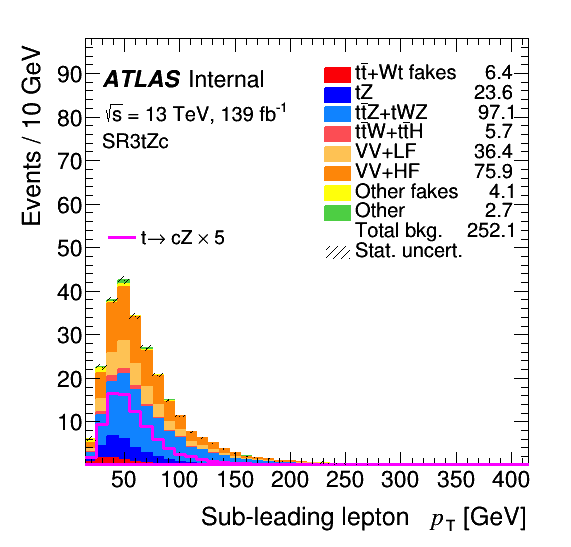 Events / 10 GeV
90
80
70
60
50
40
30
20
10
ATLAS Internal
√s = 13 TeV, 139 fb⁻¹
SR3tZc
t→ cZ × 5
tt̄+Wt fakes 6.4
tZ 23.6
tt̄Z+tWZ 97.1
tt̄W+tt̄H 5.7
VV+LF 36.4
VV+HF 75.9
Other fakes 4.1
Other 2.7
Total bkg. 252.1
Stat. uncert.
50 100 150 200 250 300 350 400
Sub-leading lepton p_T [GeV]